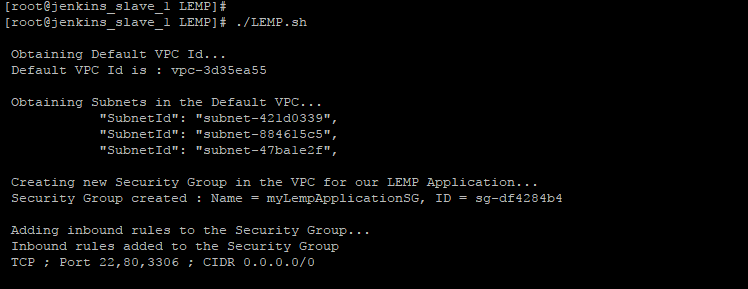 [root@jenkins_slave_1 LEMP]#
[root@jenkins_slave_1 LEMP]# ./LEMP.sh
Obtaining Default VPC Id...
Default VPC Id is : vpc-3d35ea55
Obtaining Subnets in the Default VPC...
"SubnetId": "subnet-421d0339",
"SubnetId": "subnet-884615c5",
"SubnetId": "subnet-47ba1e2f",
Creating new Security Group in the VPC for our LEMP Application...
Security Group created : Name = myLempApplicationSG, ID = sg-df4284b4
Adding inbound rules to the Security Group...
Inbound rules added to the Security Group
TCP ; Port 22,80,3306 ; CIDR 0.0.0.0/0